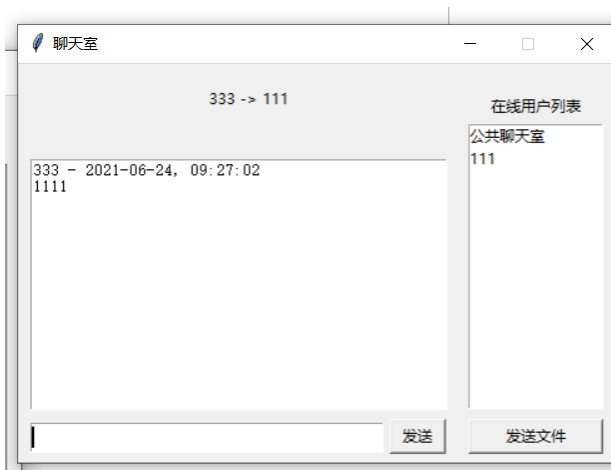 聊天室
333 -> 111
在线用户列表
公共聊天室
111
333 - 2021-06-24, 09:27:02
1111
发送
发送文件